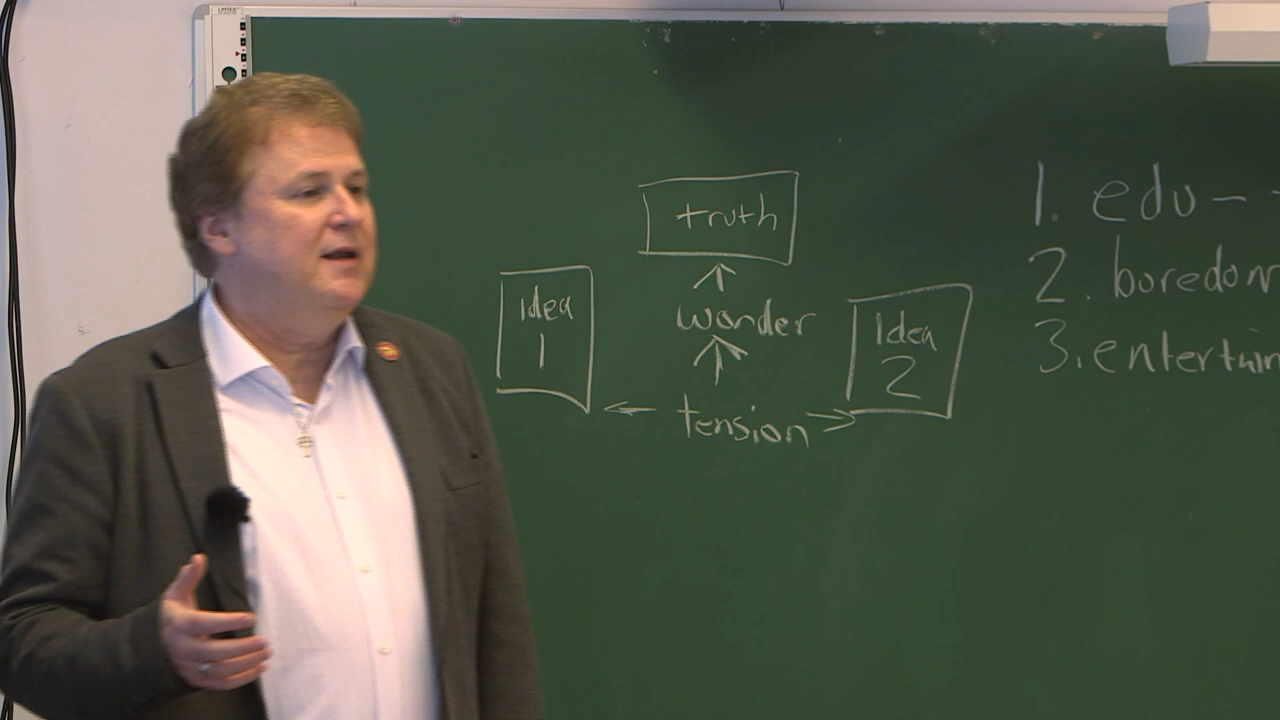 truth
Idea
1
wonder
Idea
2
tension
1. edu-
2. boredom
3. entertain